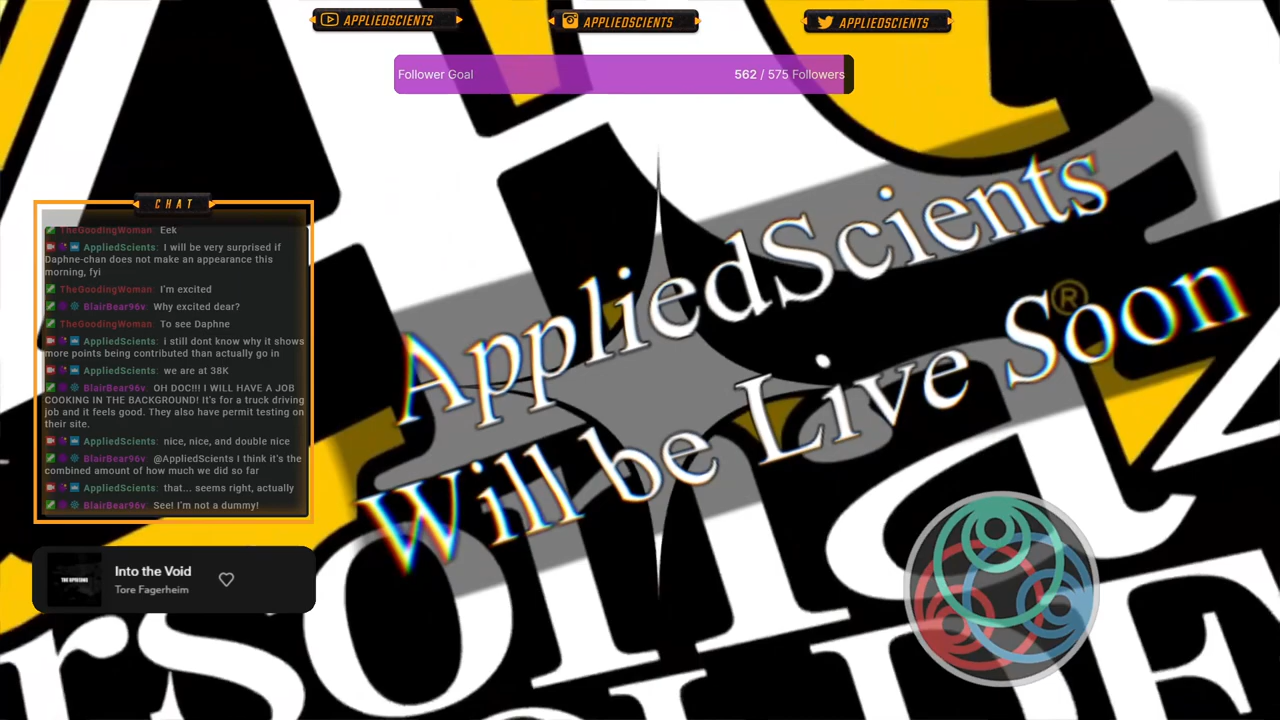 APPLIEDSCIENTS
APPLIEDSCIENTS
APPLIEDSCIENTS
Follower Goal
562 / 575 Followers
AppliedScients
Will be Live Soon
®
CHAT
TheGoodingWoman: Eek
AppliedScients: I will be very surprised if
Daphne-chan does not make an appearance this
morning, fyi
TheGoodingWoman: I'm excited
BlairBear96v: Why excited dear?
TheGoodingWoman: To see Daphne
AppliedScients: i still dont know why it shows
more points being contributed than actually go in
AppliedScients: we are at 38K
BlairBear96v: OH DOC!!! I WILL HAVE A JOB
COOKING IN THE BACKGROUND! It's for a truck driving
job and it feels good. They also have permit testing on
their site.
AppliedScients: nice, nice, and double nice
BlairBear96v: @AppliedScients I think it's the
combined amount of how much we did so far
AppliedScients: that... seems right, actually
BlairBear96v: See! I'm not a dummy!
Into the Void
Tore Fagerheim